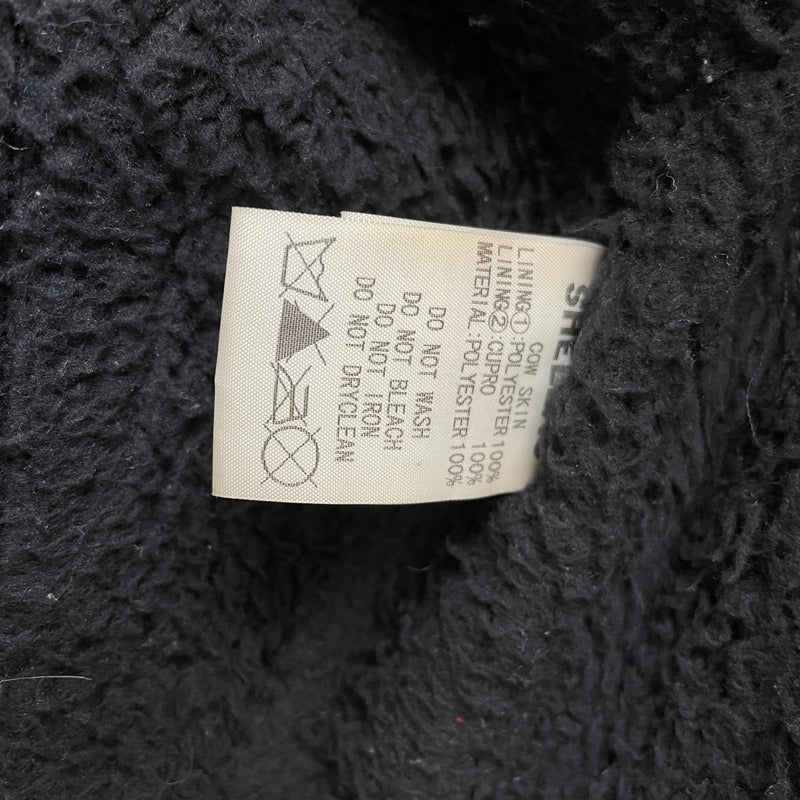 COW SKIN
LINING①:POLYESTER 100%
LINING②:CUPRO 100%
MATERIAL:POLYESTER 100%
DO NOT WASH
DO NOT BLEACH
DO NOT IRON
DO NOT DRYCLEAN